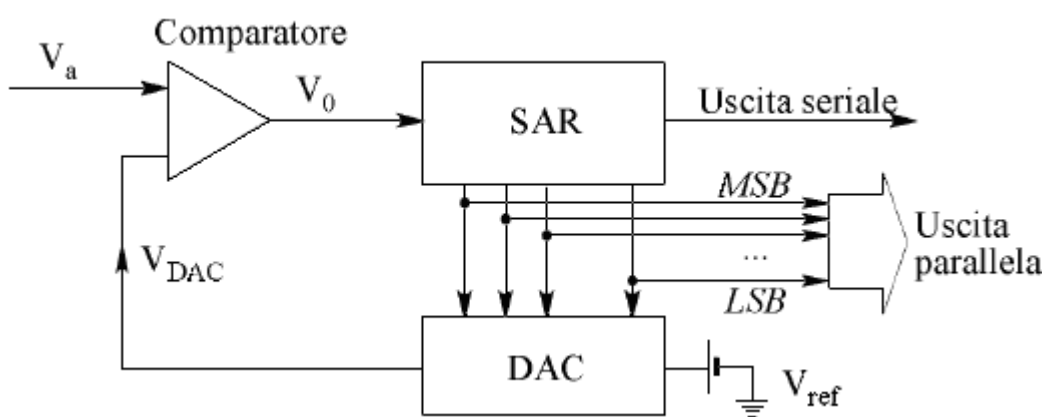 Comparatore
Va
V0
SAR
Uscita seriale
MSB
...
LSB
Uscita
parallela
VDAC
DAC
Vref